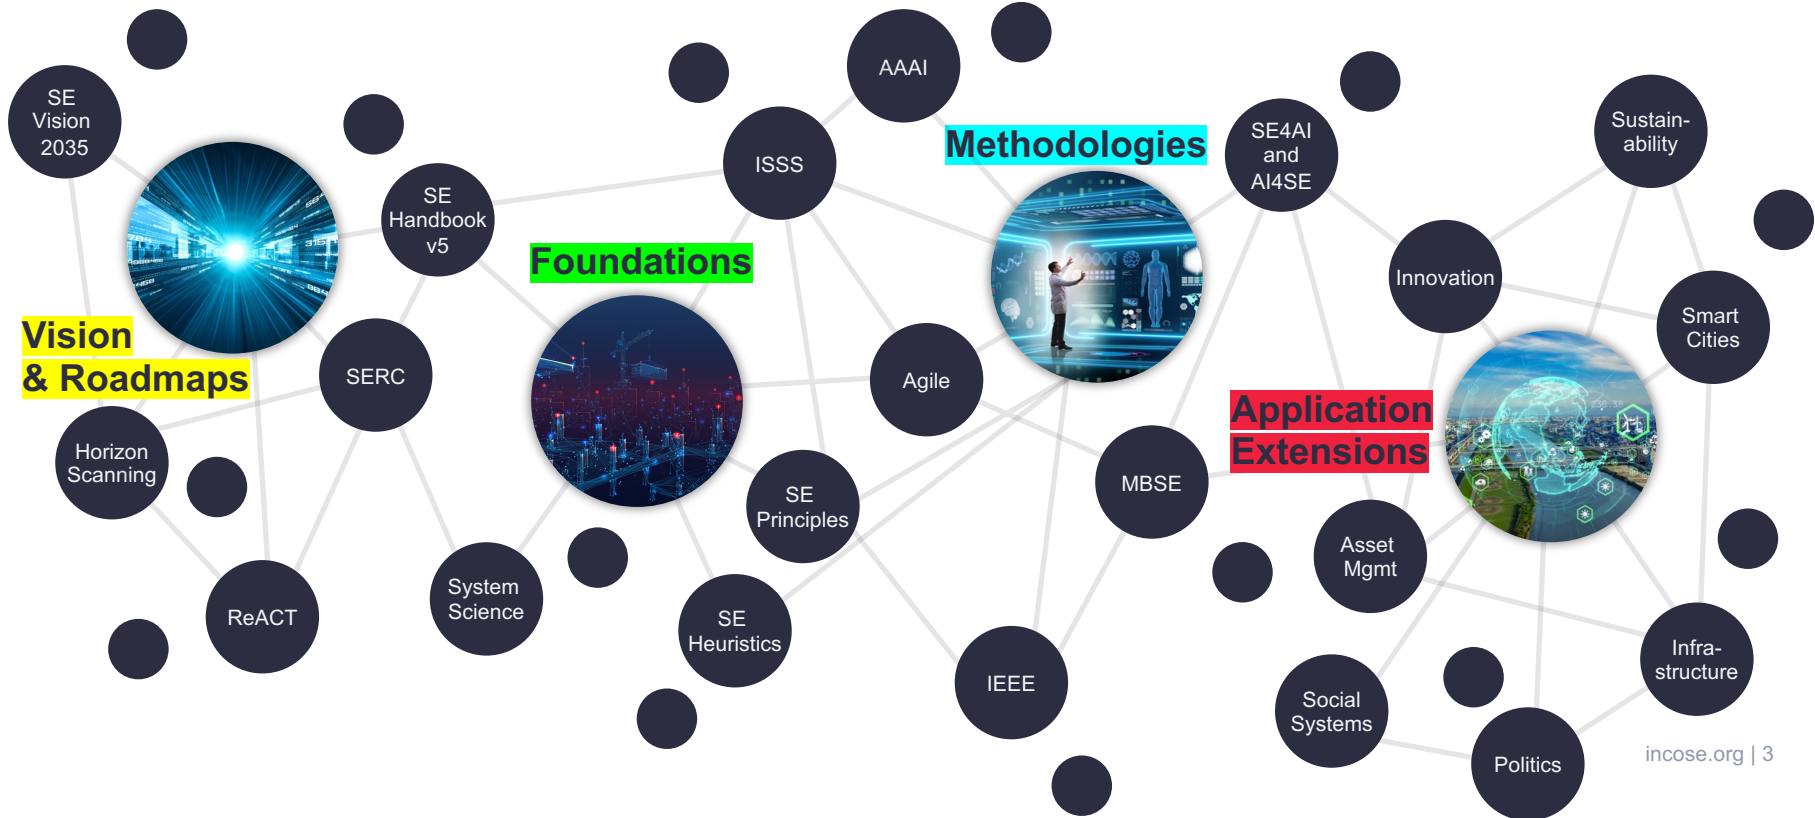 SE
Vision
2035
AAAI
ISSS
SE
Handbook
v5
Methodologies
SE4AI
and
AI4SE
Sustain-
ability
Foundations
Innovation
Vision
& Roadmaps
SERC
Agile
Smart
Cities
Application
Extensions
Horizon
Scanning
SE
Principles
MBSE
Asset
Mgmt
ReACT
System
Science
SE
Heuristics
IEEE
Social
Systems
Politics
Infra-
structure
incose.org | 3